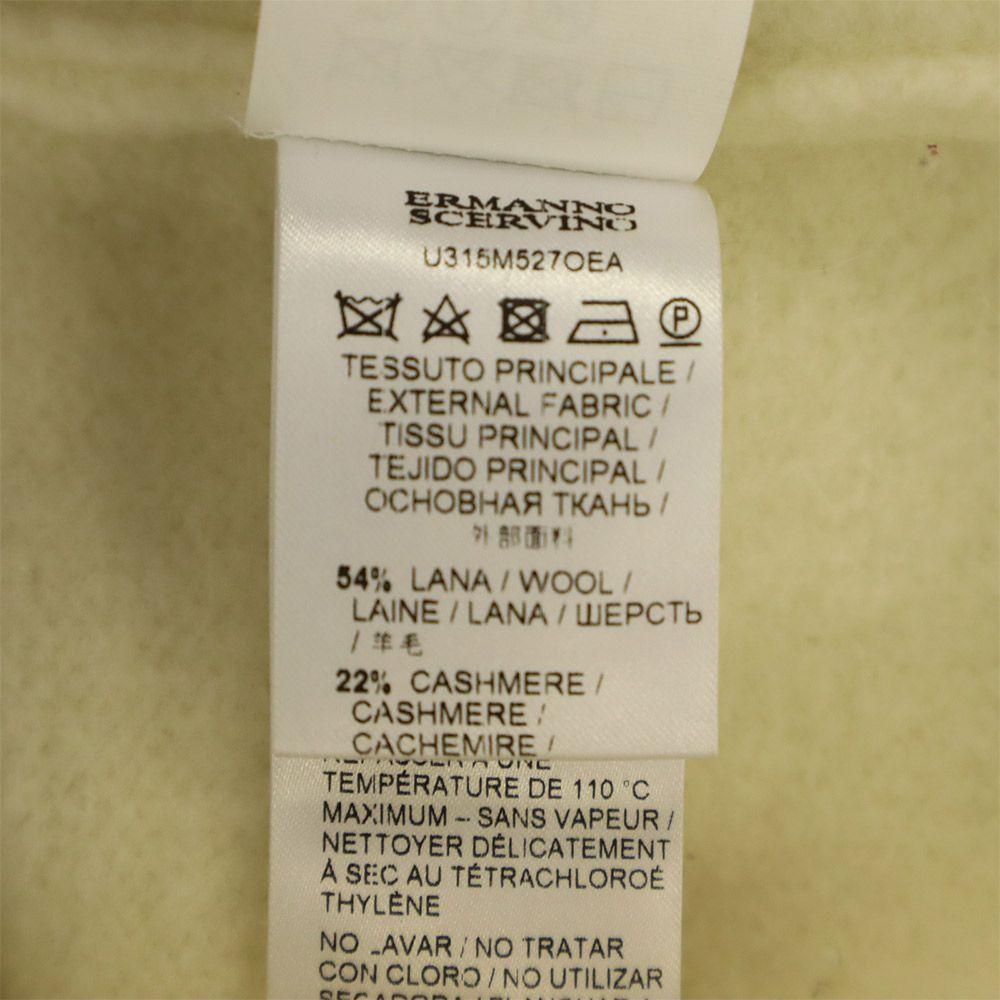 ERMANNO
SCERVINO
U315M527OEA
P
TESSUTO PRINCIPALE /
EXTERNAL FABRIC /
TISSU PRINCIPAL /
TEJIDO PRINCIPAL /
ОСНОВНАЯ ТКАНЬ /
外部面料
54% LANA / WOOL /
LAINE / LANA / ШЕРСТЬ
/ 羊毛
22% CASHMERE /
CASHMERE /
CACHEMIRE /
REPASSER À UNE
TEMPÉRATURE DE 110 °C
MAXIMUM – SANS VAPEUR /
NETTOYER DÉLICATEMENT
À SEC AU TÉTRACHLOROÉ
THYLÈNE
NO LAVAR / NO TRATAR
CON CLORO / NO UTILIZAR